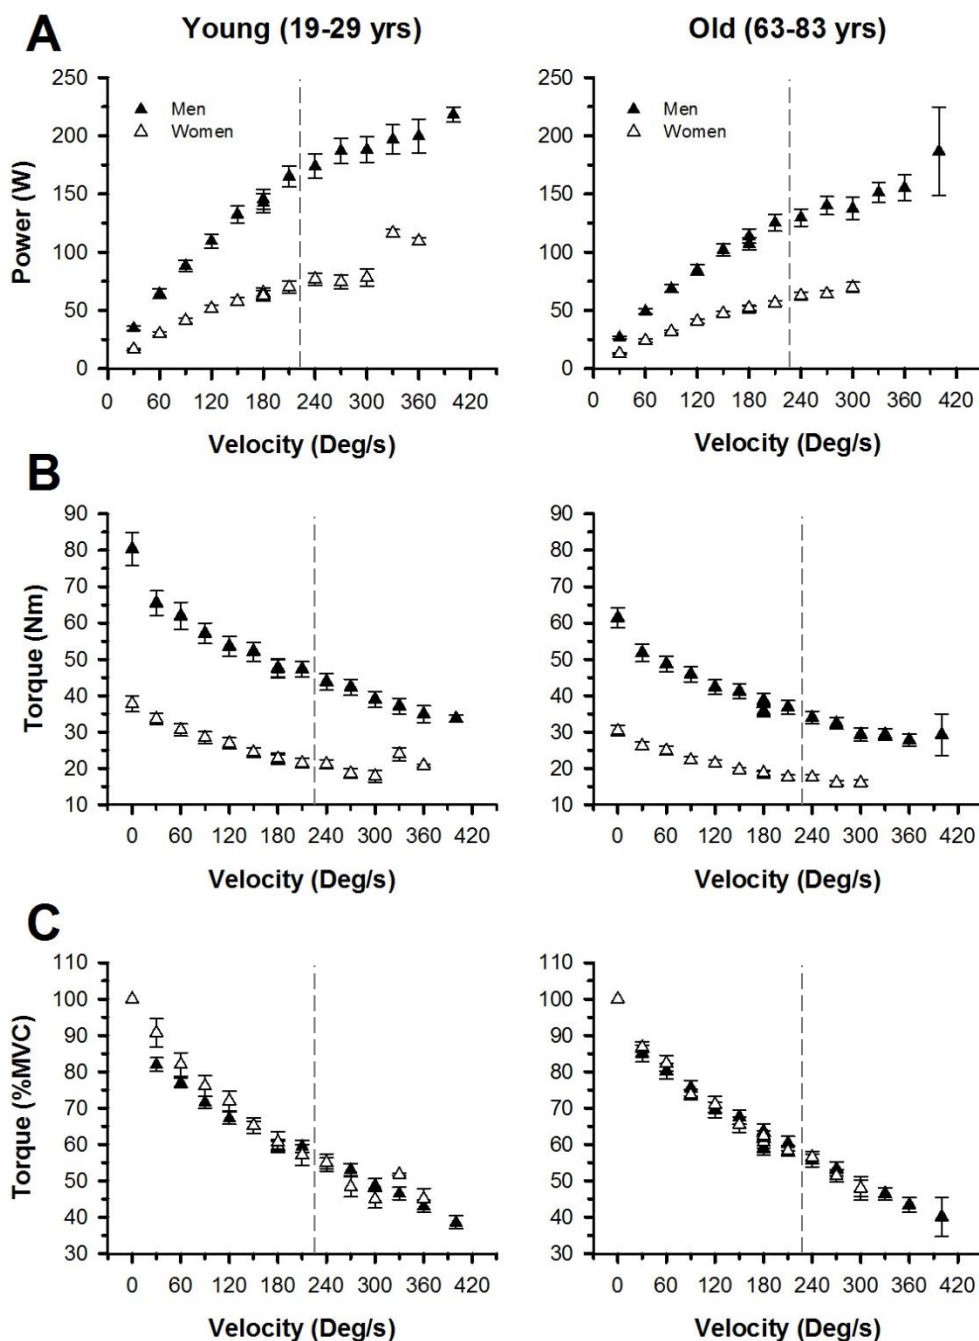 A
Young (19-29 yrs)
Old (63-83 yrs)
250
200
150
100
50
0
Power (W)
Men
Women
0 60 120 180 240 300 360 420
Velocity (Deg/s)
250
200
150
100
50
0
Men
Women
0 60 120 180 240 300 360 420
Velocity (Deg/s)
B
90
80
70
60
50
40
30
20
10
Torque (Nm)
0 60 120 180 240 300 360 420
Velocity (Deg/s)
90
80
70
60
50
40
30
20
10
0 60 120 180 240 300 360 420
Velocity (Deg/s)
C
110
100
90
80
70
60
50
40
30
Torque (%MVC)
0 60 120 180 240 300 360 420
Velocity (Deg/s)
110
100
90
80
70
60
50
40
30
0 60 120 180 240 300 360 420
Velocity (Deg/s)